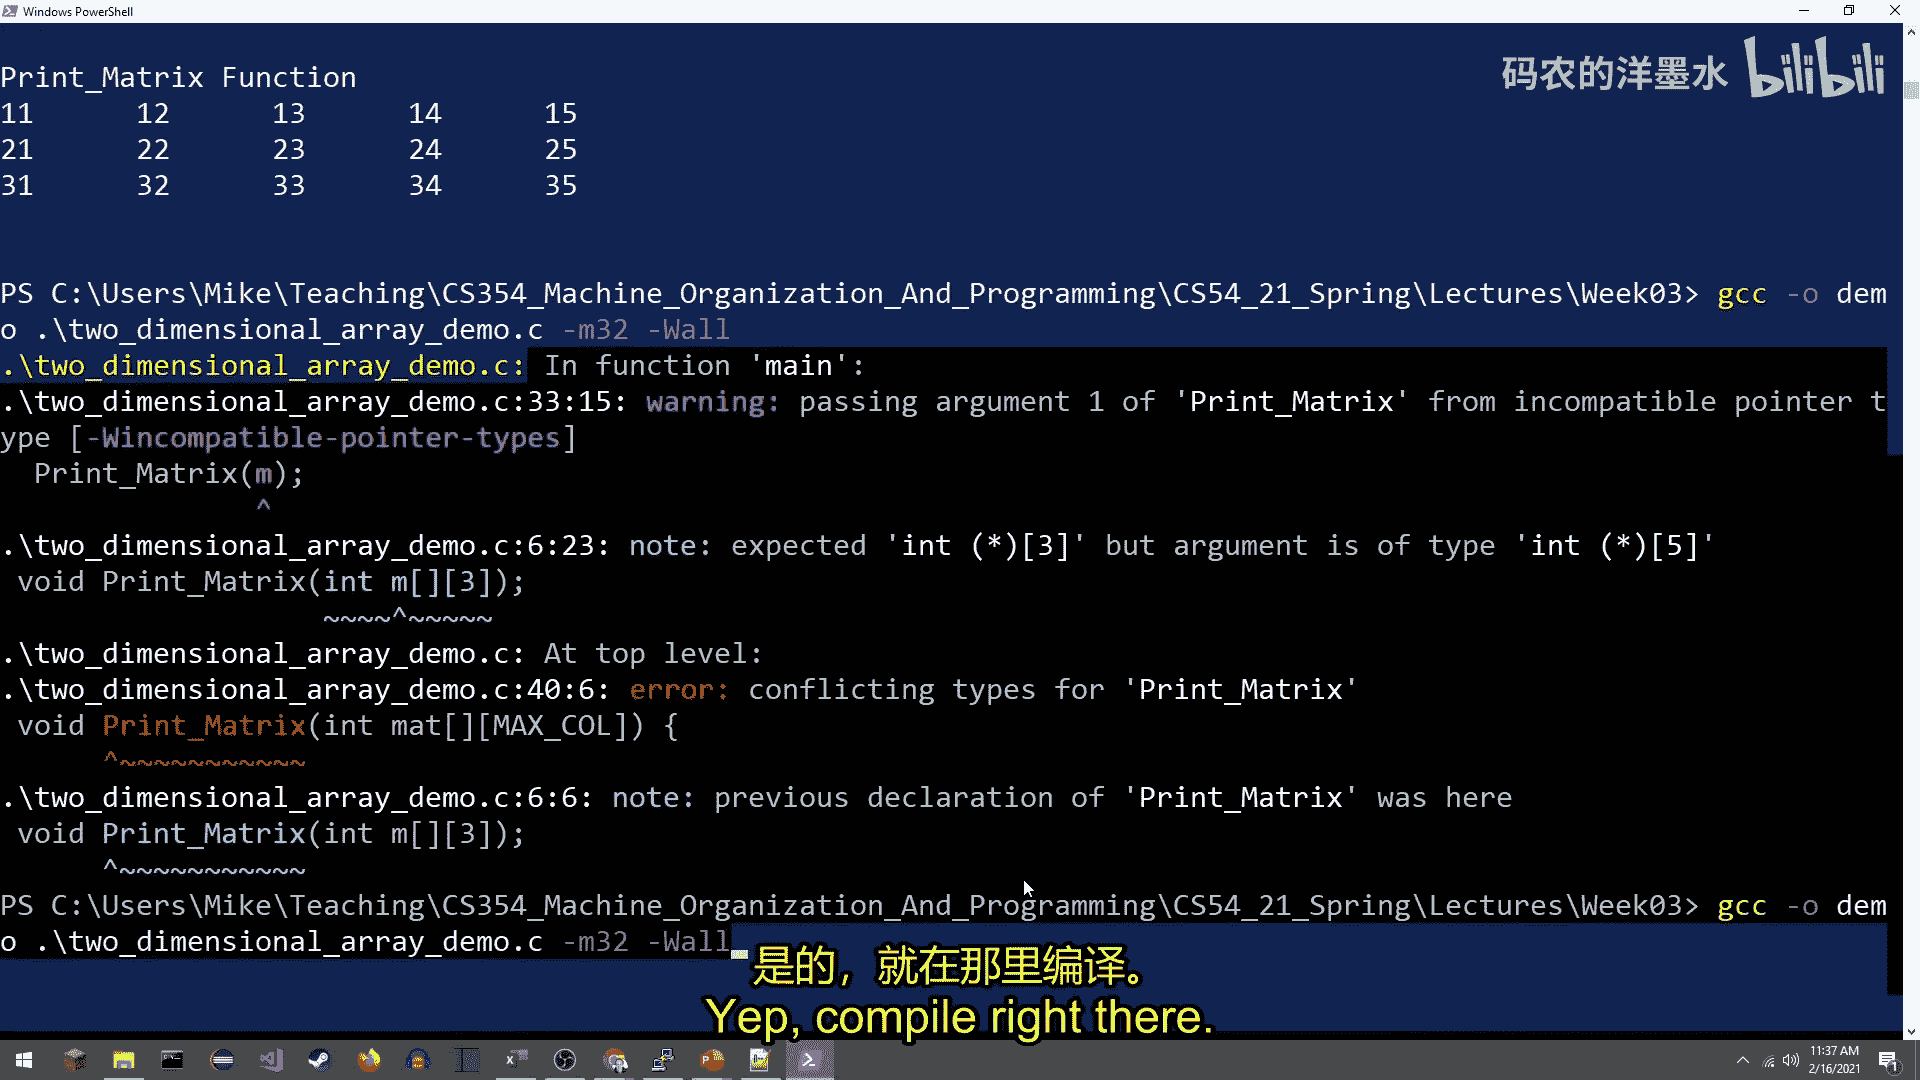 Windows PowerShell
码农的洋墨水 bilibili
Print_Matrix Function
11 12 13 14 15
21 22 23 24 25
31 32 33 34 35
PS C:\Users\Mike\Teaching\CS354_Machine_Organization_And_Programming\CS54_21_Spring\Lectures\Week03> gcc -o dem
o .\two_dimensional_array_demo.c -m32 -Wall
.\two_dimensional_array_demo.c: In function 'main':
.\two_dimensional_array_demo.c:33:15: warning: passing argument 1 of 'Print_Matrix' from incompatible pointer t
ype [-Wincompatible-pointer-types]
Print_Matrix(m);
^
.\two_dimensional_array_demo.c:6:23: note: expected 'int (*)[3]' but argument is of type 'int (*)[5]'
void Print_Matrix(int m[][3]);
~~~~^~~~~~
.\two_dimensional_array_demo.c: At top level:
.\two_dimensional_array_demo.c:40:6: error: conflicting types for 'Print_Matrix'
void Print_Matrix(int mat[][MAX_COL]) {
^~~~~~~~~~~~
.\two_dimensional_array_demo.c:6:6: note: previous declaration of 'Print_Matrix' was here
void Print_Matrix(int m[][3]);
^~~~~~~~~~~~
PS C:\Users\Mike\Teaching\CS354_Machine_Organization_And_Programming\CS54_21_Spring\Lectures\Week03> gcc -o dem
o .\two_dimensional_array_demo.c -m32 -Wall
是的，就在那里编译。
Yep, compile right there.
11:37 AM
2/16/2021